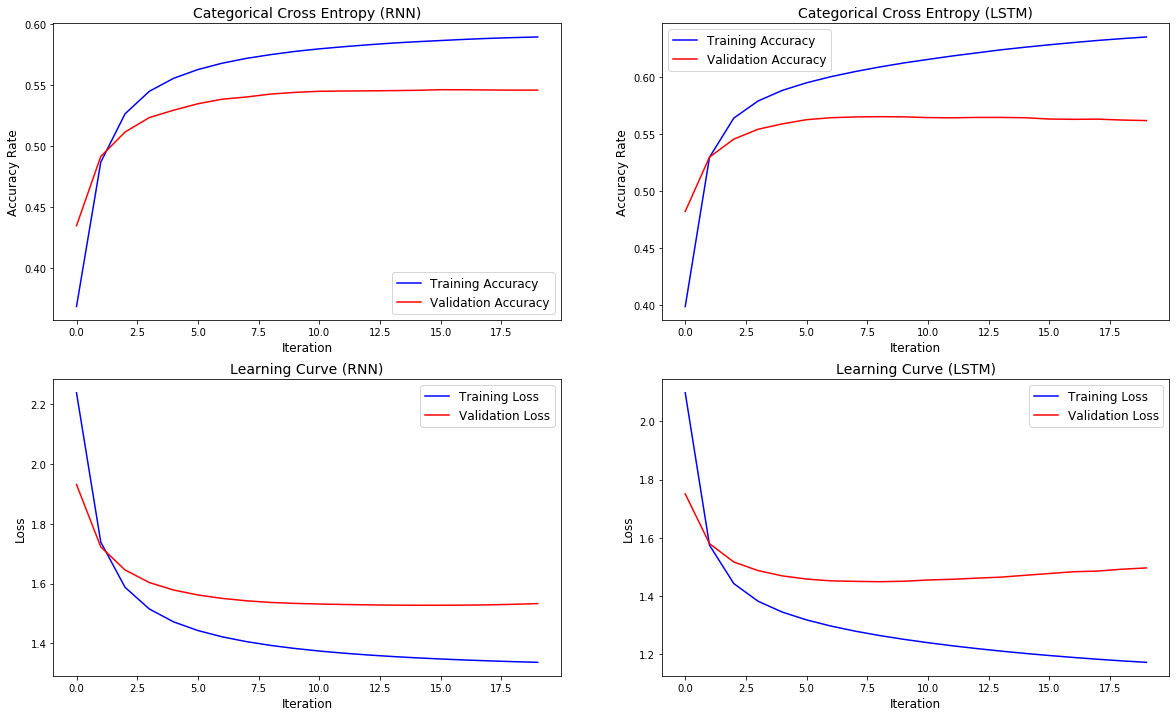 Categorical Cross Entropy (RNN)
Accuracy Rate
0.60
0.55
0.50
0.45
0.40
Training Accuracy
Validation Accuracy
0.0 2.5 5.0 7.5 10.0 12.5 15.0 17.5
Iteration
Categorical Cross Entropy (LSTM)
Accuracy Rate
0.60
0.55
0.50
0.45
0.40
Training Accuracy
Validation Accuracy
0.0 2.5 5.0 7.5 10.0 12.5 15.0 17.5
Iteration
Learning Curve (RNN)
Loss
2.2
2.0
1.8
1.6
1.4
Training Loss
Validation Loss
0.0 2.5 5.0 7.5 10.0 12.5 15.0 17.5
Iteration
Learning Curve (LSTM)
Loss
2.0
1.8
1.6
1.4
1.2
Training Loss
Validation Loss
0.0 2.5 5.0 7.5 10.0 12.5 15.0 17.5
Iteration